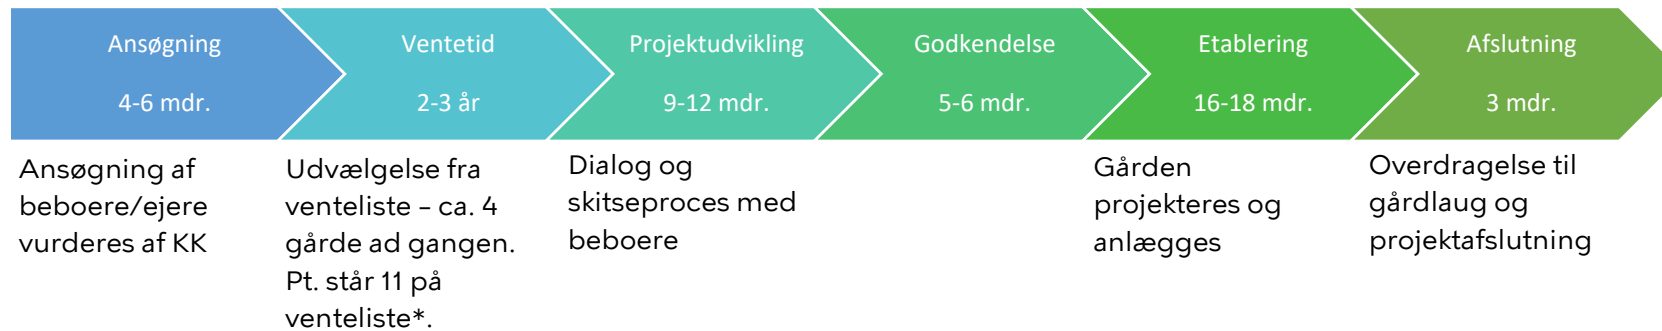 Ansøgning
4-6 mdr.
Ventetid
2-3 år
Projektudvikling
9-12 mdr.
Godkendelse
5-6 mdr.
Etablering
16-18 mdr.
Afslutning
3 mdr.
Ansøgning af
beboere/ejere
vurderes af KK
Udvælgelse fra
venteliste – ca. 4
gårde ad gangen.
Pt. står 11 på
venteliste*.
Dialog og
skitseproces med
beboere
Gården
projekteres og
anlægges
Overdragelse til
gårdlaug og
projektafslutning